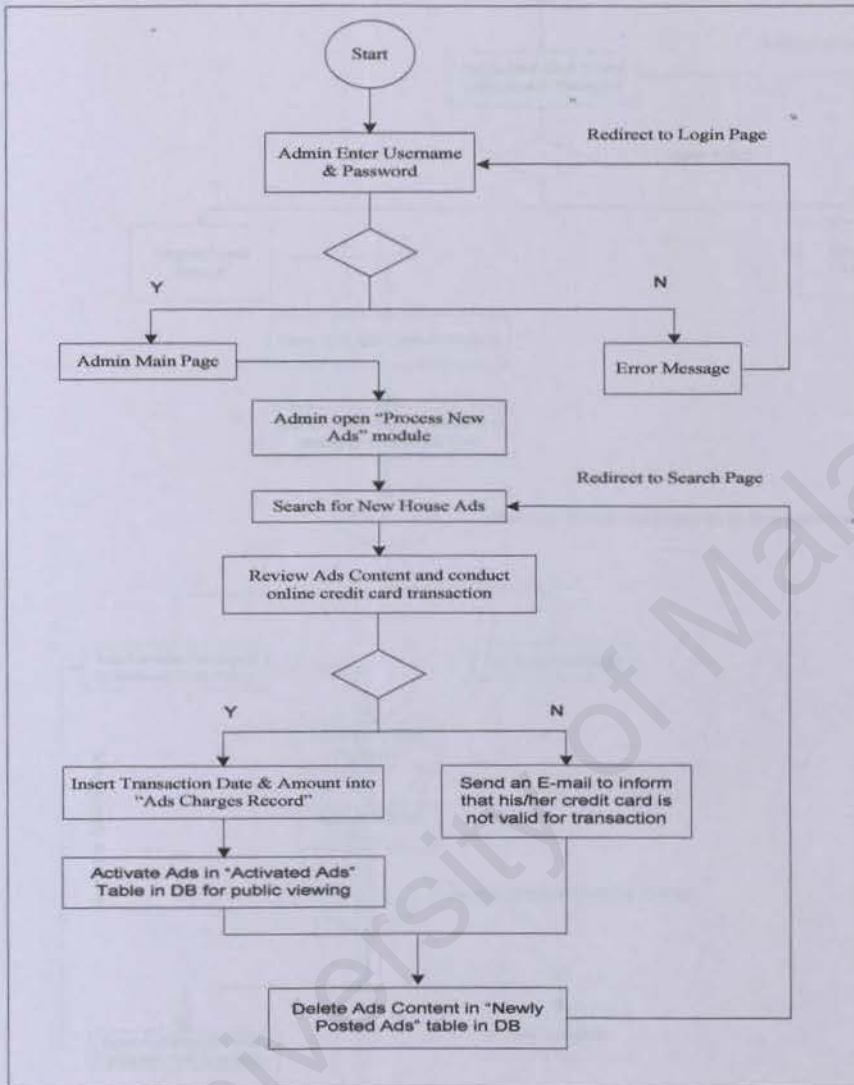 Start
Admin Enter Username
& Password
Redirect to Login Page
Y
N
Admin Main Page
Error Message
Admin open “Process New
Ads” module
Search for New House Ads
Redirect to Search Page
Review Ads Content and conduct
online credit card transaction
Y
N
Insert Transaction Date & Amount into
“Ads Charges Record”
Send an E-mail to inform
that his/her credit card is
not valid for transaction
Activate Ads in “Activated Ads”
Table in DB for public viewing
Delete Ads Content in “Newly
Posted Ads” table in DB
iversity of Mala